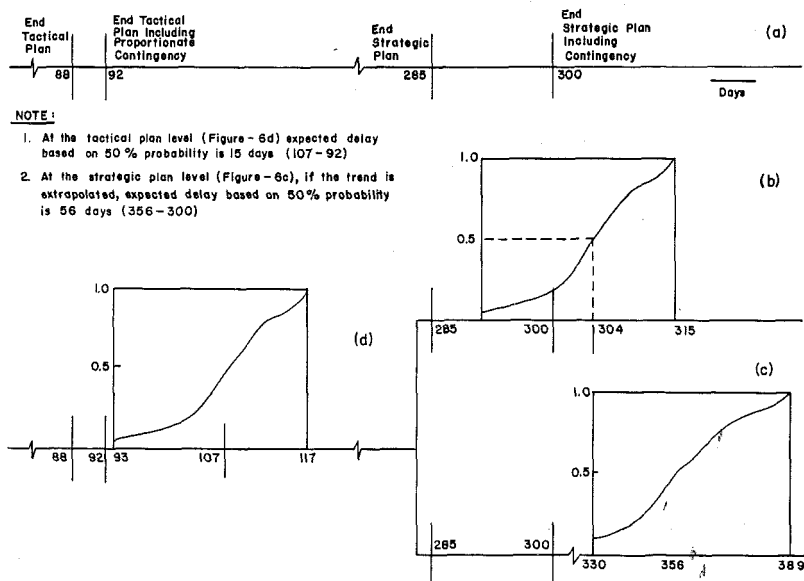 End
Tactical
Plan
End Tactical
Plan Including
Proportionate
Contingency
End
Strategic
Plan
End
Strategic Plan
Including
Contingency
(a)
88
92
285
300
Days
NOTE:
1. At the tactical plan level (Figure-6d) expected delay
based on 50% probability is 15 days (107-92)
2. At the strategic plan level (Figure-6c), if the trend is
extrapolated, expected delay based on 50% probability
is 56 days (356-300)
1.0
0.5
(b)
285
300
304
315
1.0
0.5
(d)
88
92
93
107
117
(c)
1.0
0.5
285
300
330
356
389